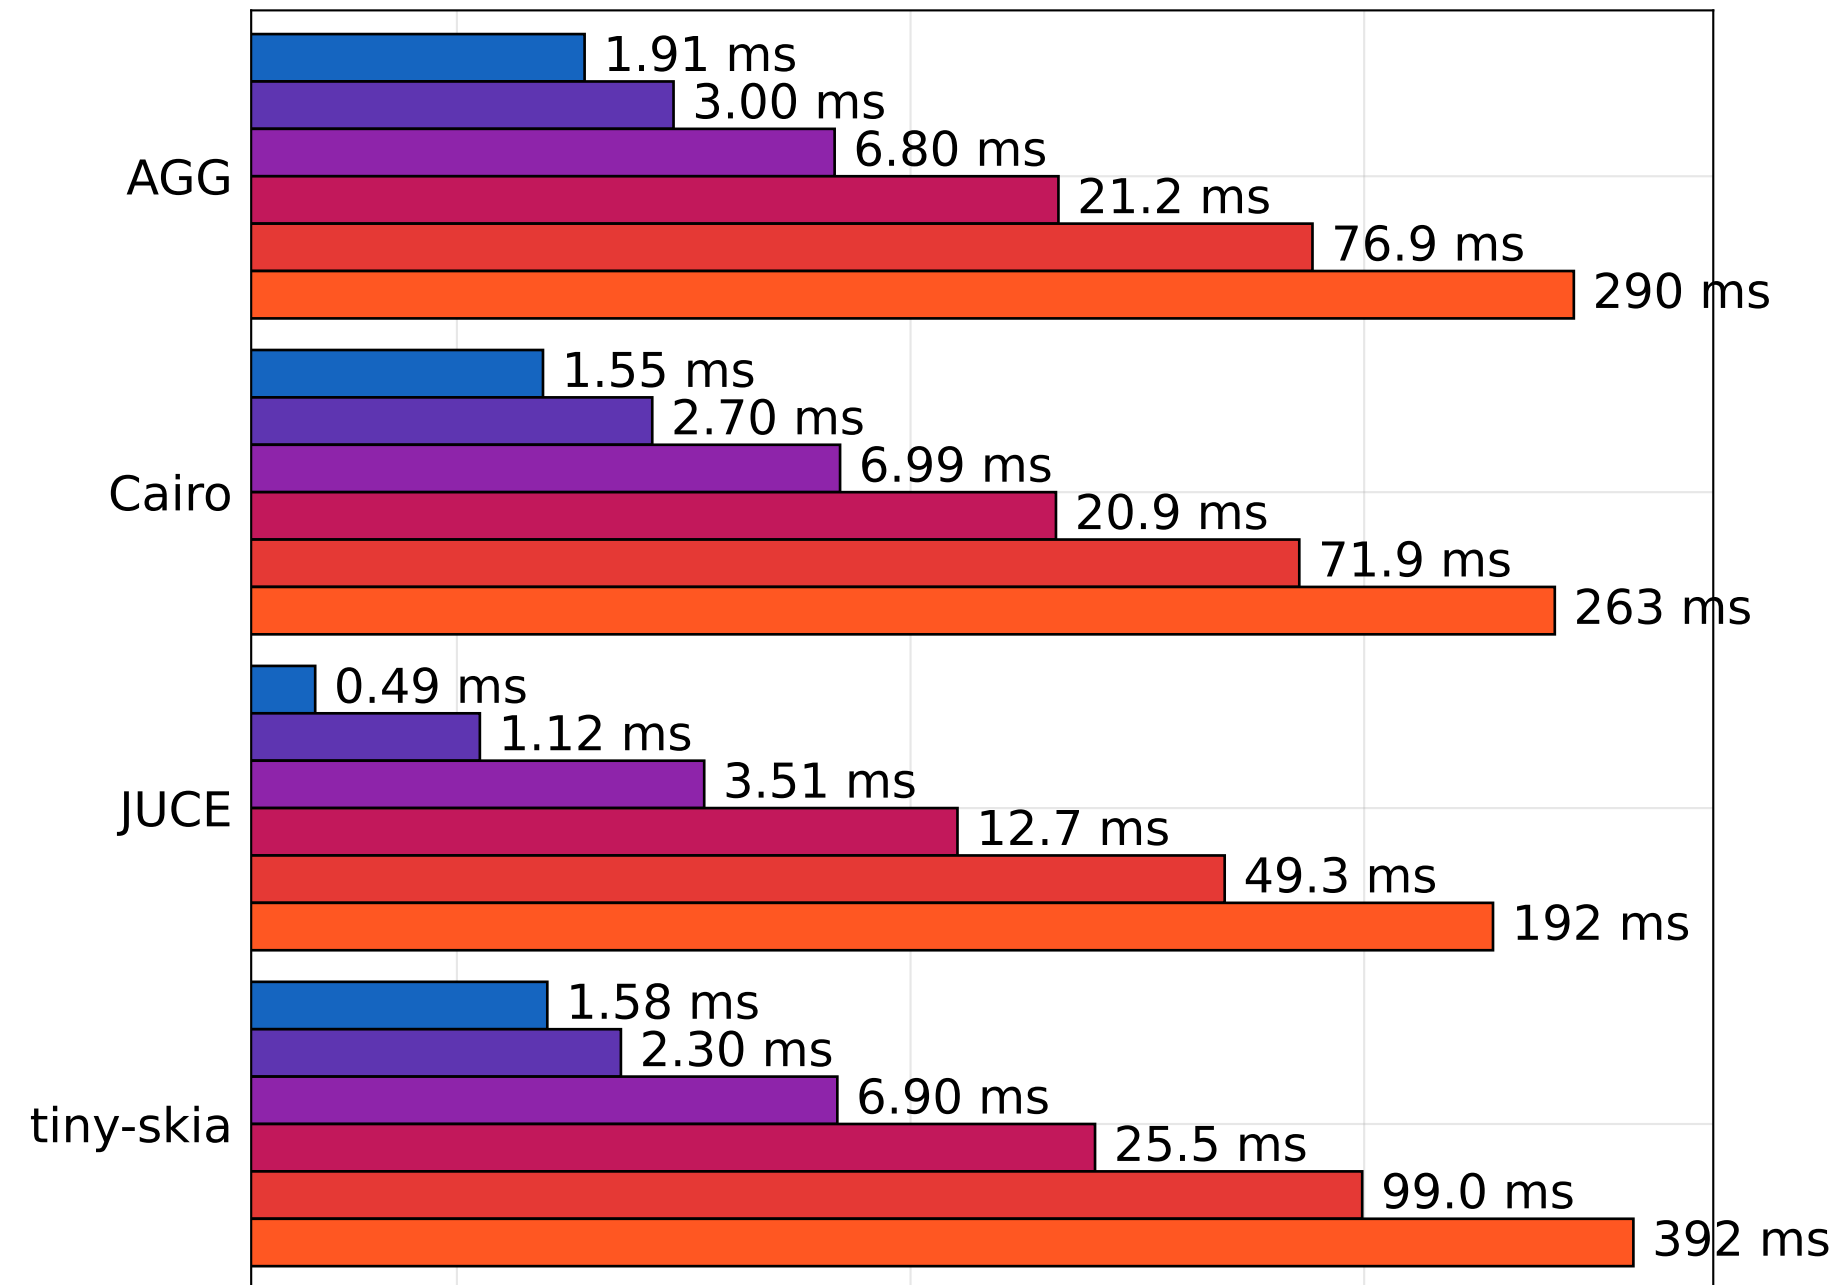 1.91 ms
3.00 ms
6.80 ms
AGG
21.2 ms
76.9 ms
290 ms
1.55 ms
2.70 ms
6.99 ms
Cairo
20.9 ms
71.9 ms
263 ms
0.49 ms
1.12 ms
3.51 ms
JUCE
12.7 ms
49.3 ms
192 ms
1.58 ms
2.30 ms
6.90 ms
tiny-skia
25.5 ms
99.0 ms
392 ms